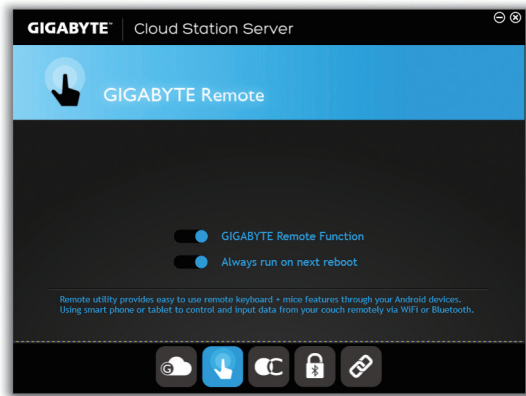 GIGABYTE™ Cloud Station Server
GIGABYTE Remote
GIGABYTE Remote Function
Always run on next reboot
Remote utility provides easy to use remote keyboard + mice features through your Android devices.
Using smart phone or tablet to control and input data from your couch remotely via WiFi or Bluetooth.
G